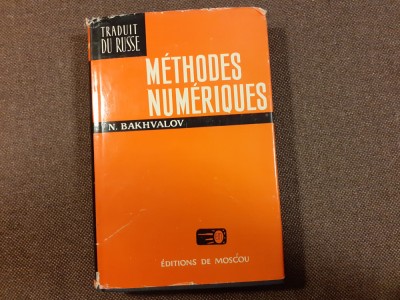 TRADUIT
DU RUSSE
MÉTHODES
NUMÉRIQUES
N. BAKHVALOV
ÉDITIONS DE MOSCOU